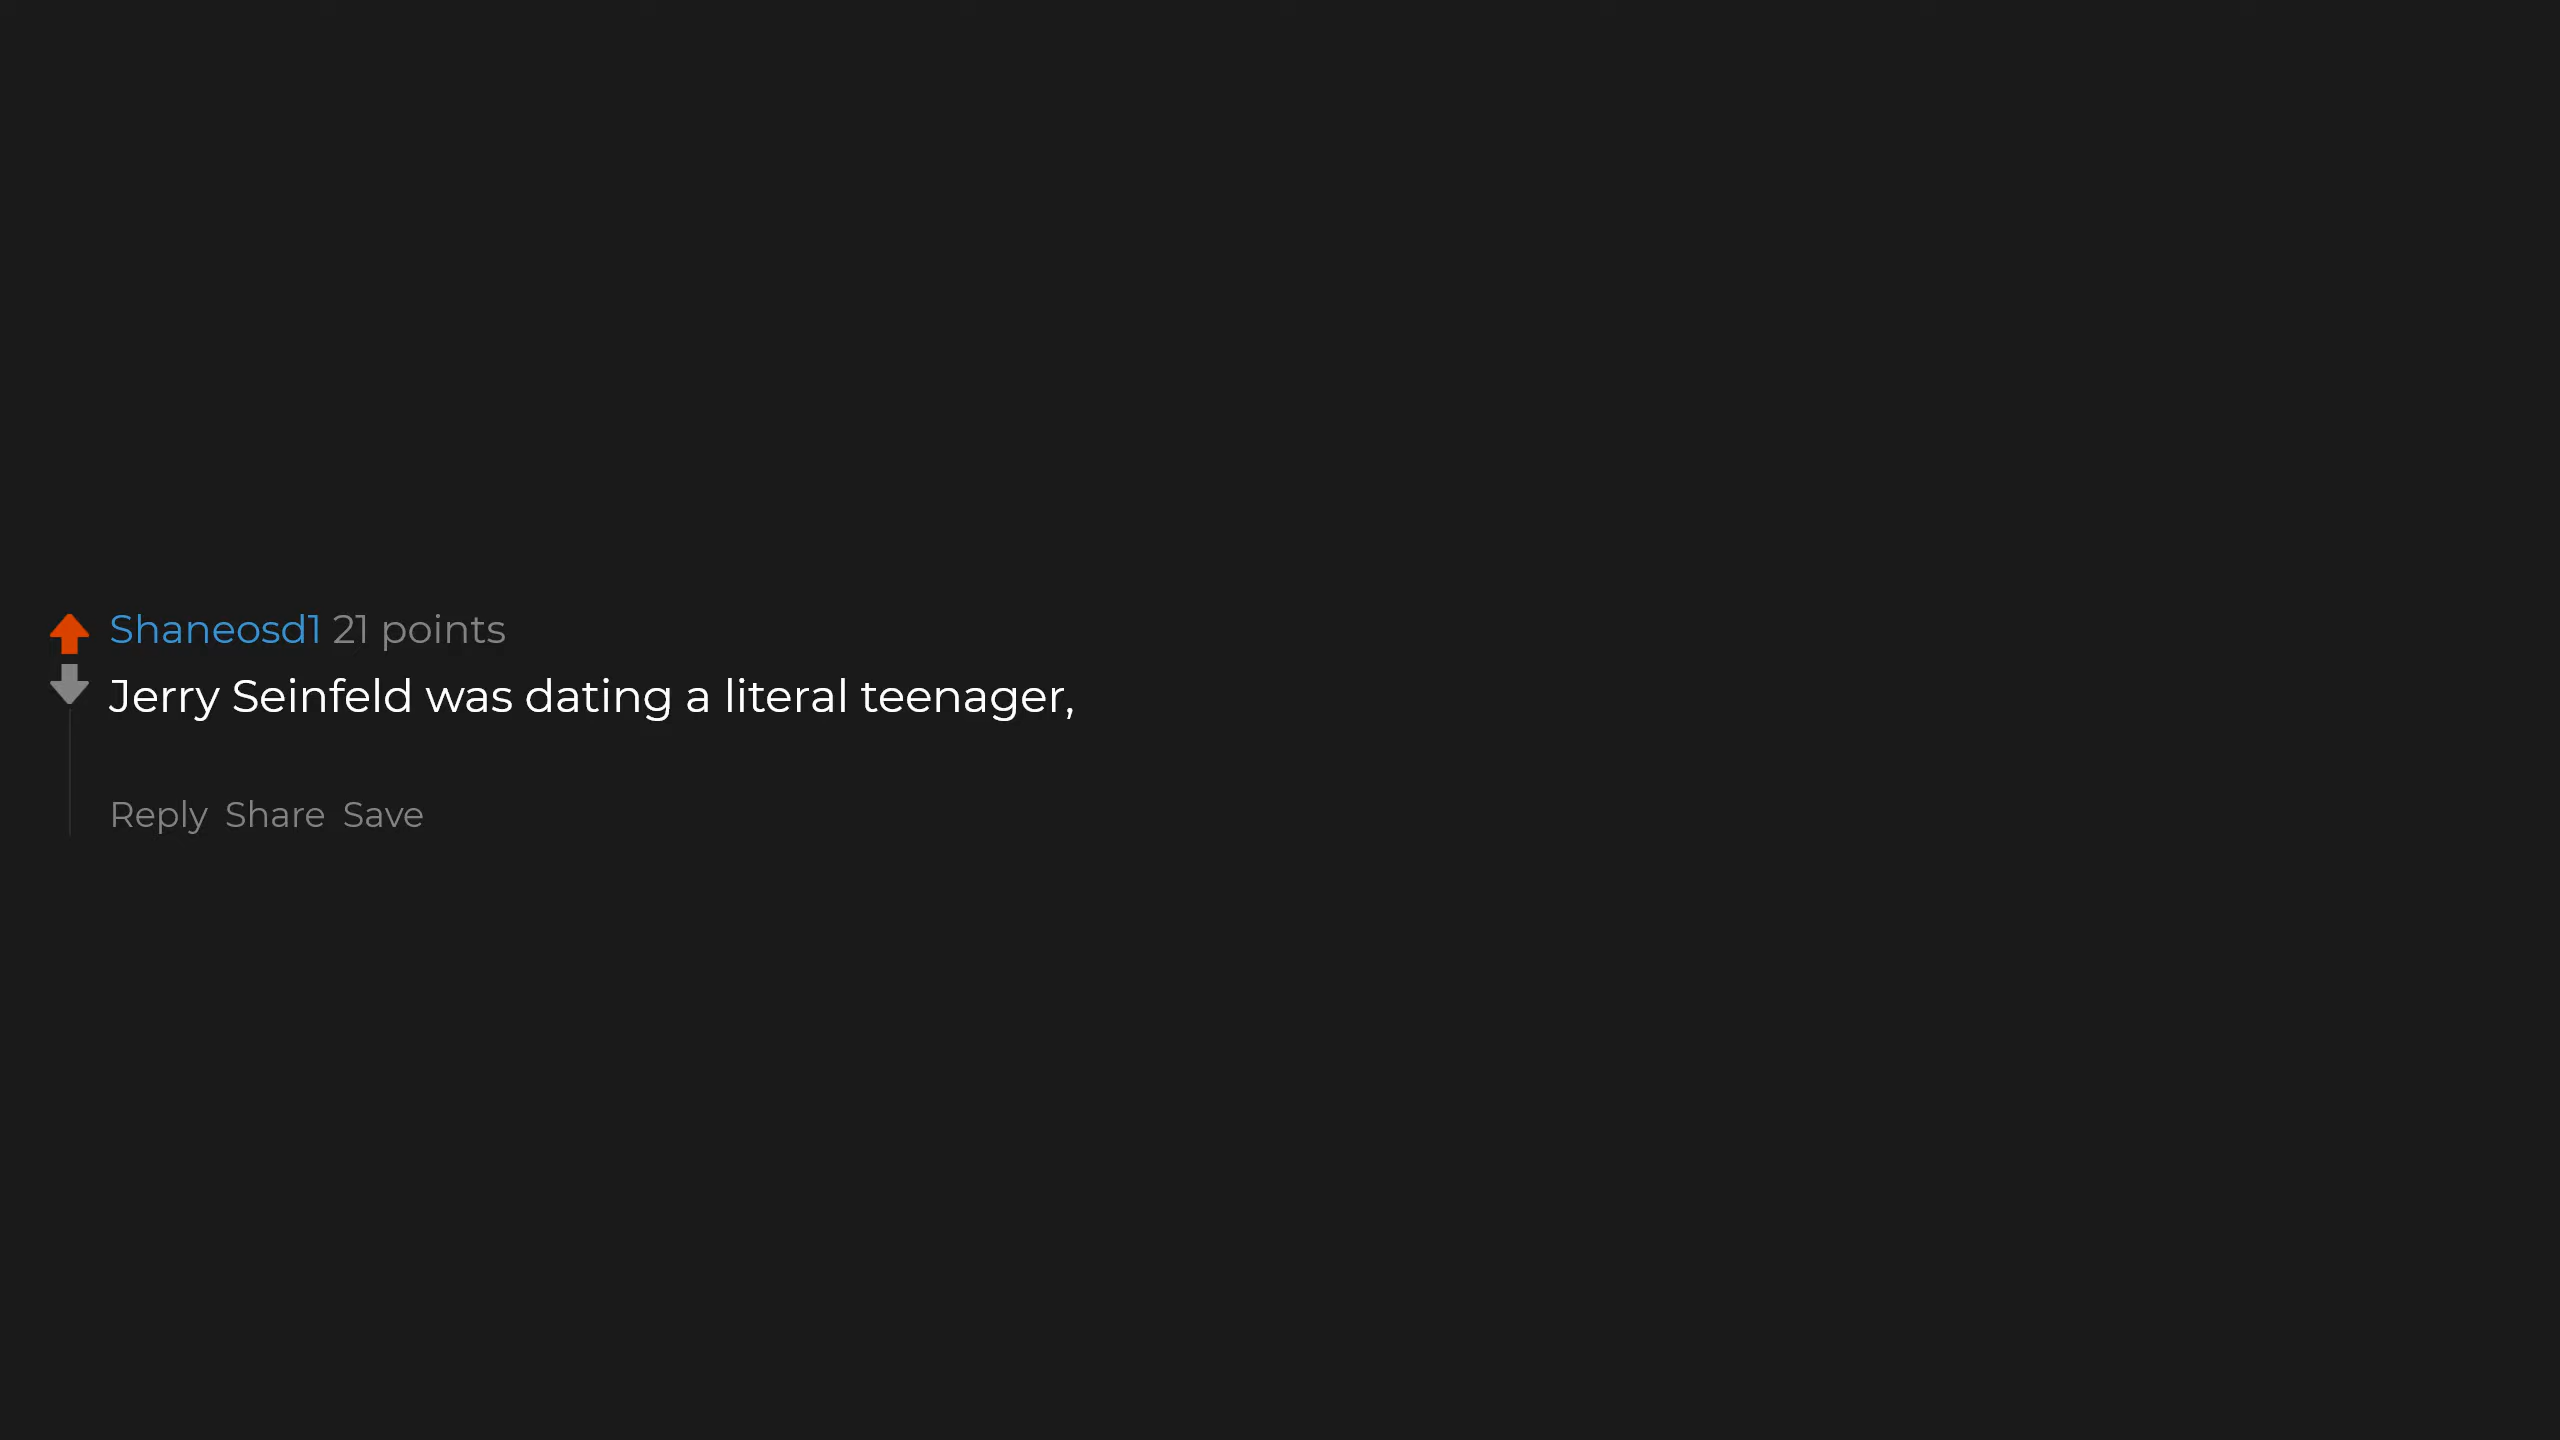 Shaneosd1 21 points
Jerry Seinfeld was dating a literal teenager,
Reply Share Save